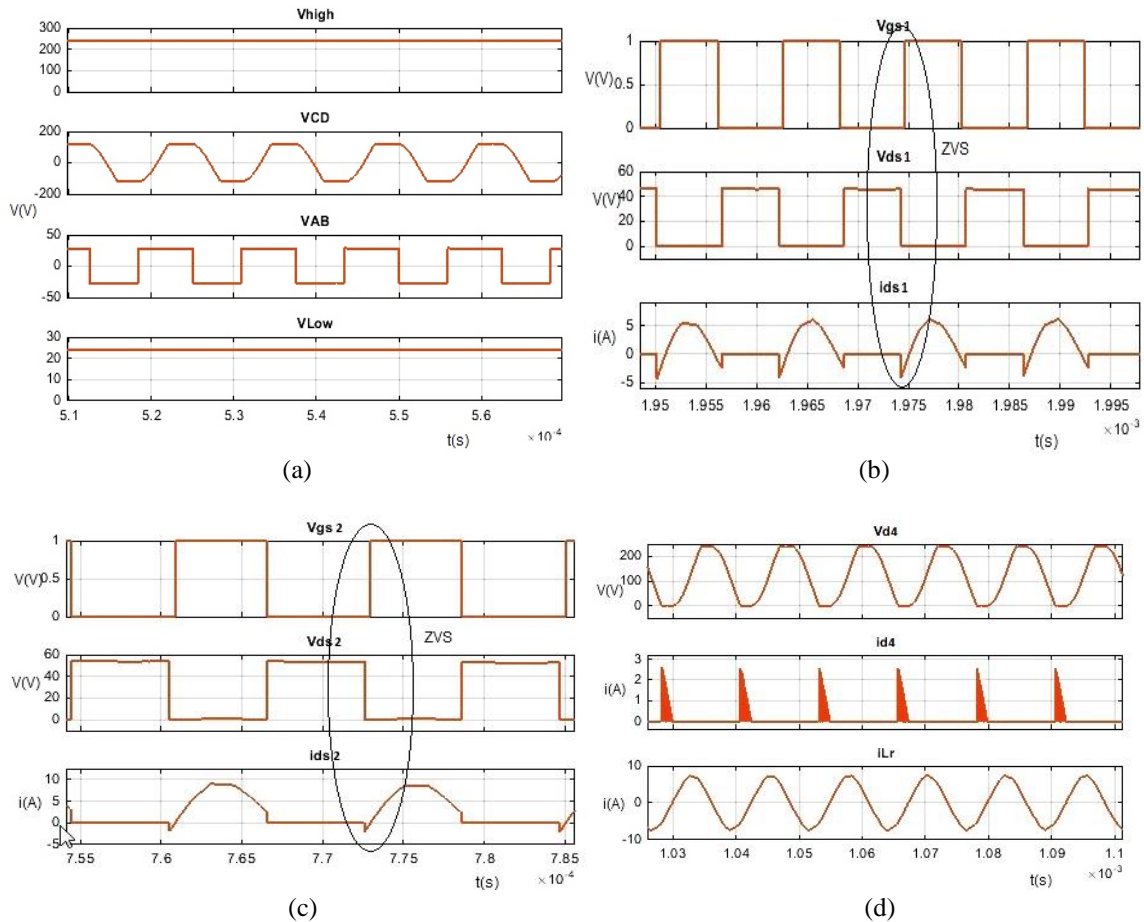 Vhigh
300
200
100
0
VCD
200
0
-200
V(V)
VAB
50
0
-50
VLow
30
20
10
0
5.1 5.2 5.3 5.4 5.5 5.6
t(s) ×10⁻⁴
(a)
Vgs1
1
V(V)
0.5
0
ZVS
Vds1
60
V(V)
40
20
0
ids1
5
i(A)
0
-5
1.95 1.955 1.96 1.965 1.97 1.975 1.98 1.985 1.99 1.995
×10⁻³
t(s)
(b)
Vgs2
1
V(V)
0.5
0
ZVS
Vds2
60
V(V)
40
20
0
ids2
10
i(A)
5
0
-5
7.55 7.6 7.65 7.7 7.75 7.8 7.85
t(s) ×10⁻⁴
(c)
Vd4
200
V(V)
100
0
id4
3
2
i(A)
1
0
iLr
10
i(A)
0
-10
1.03 1.04 1.05 1.06 1.07 1.08 1.09 1.1
t(s) ×10⁻³
(d)